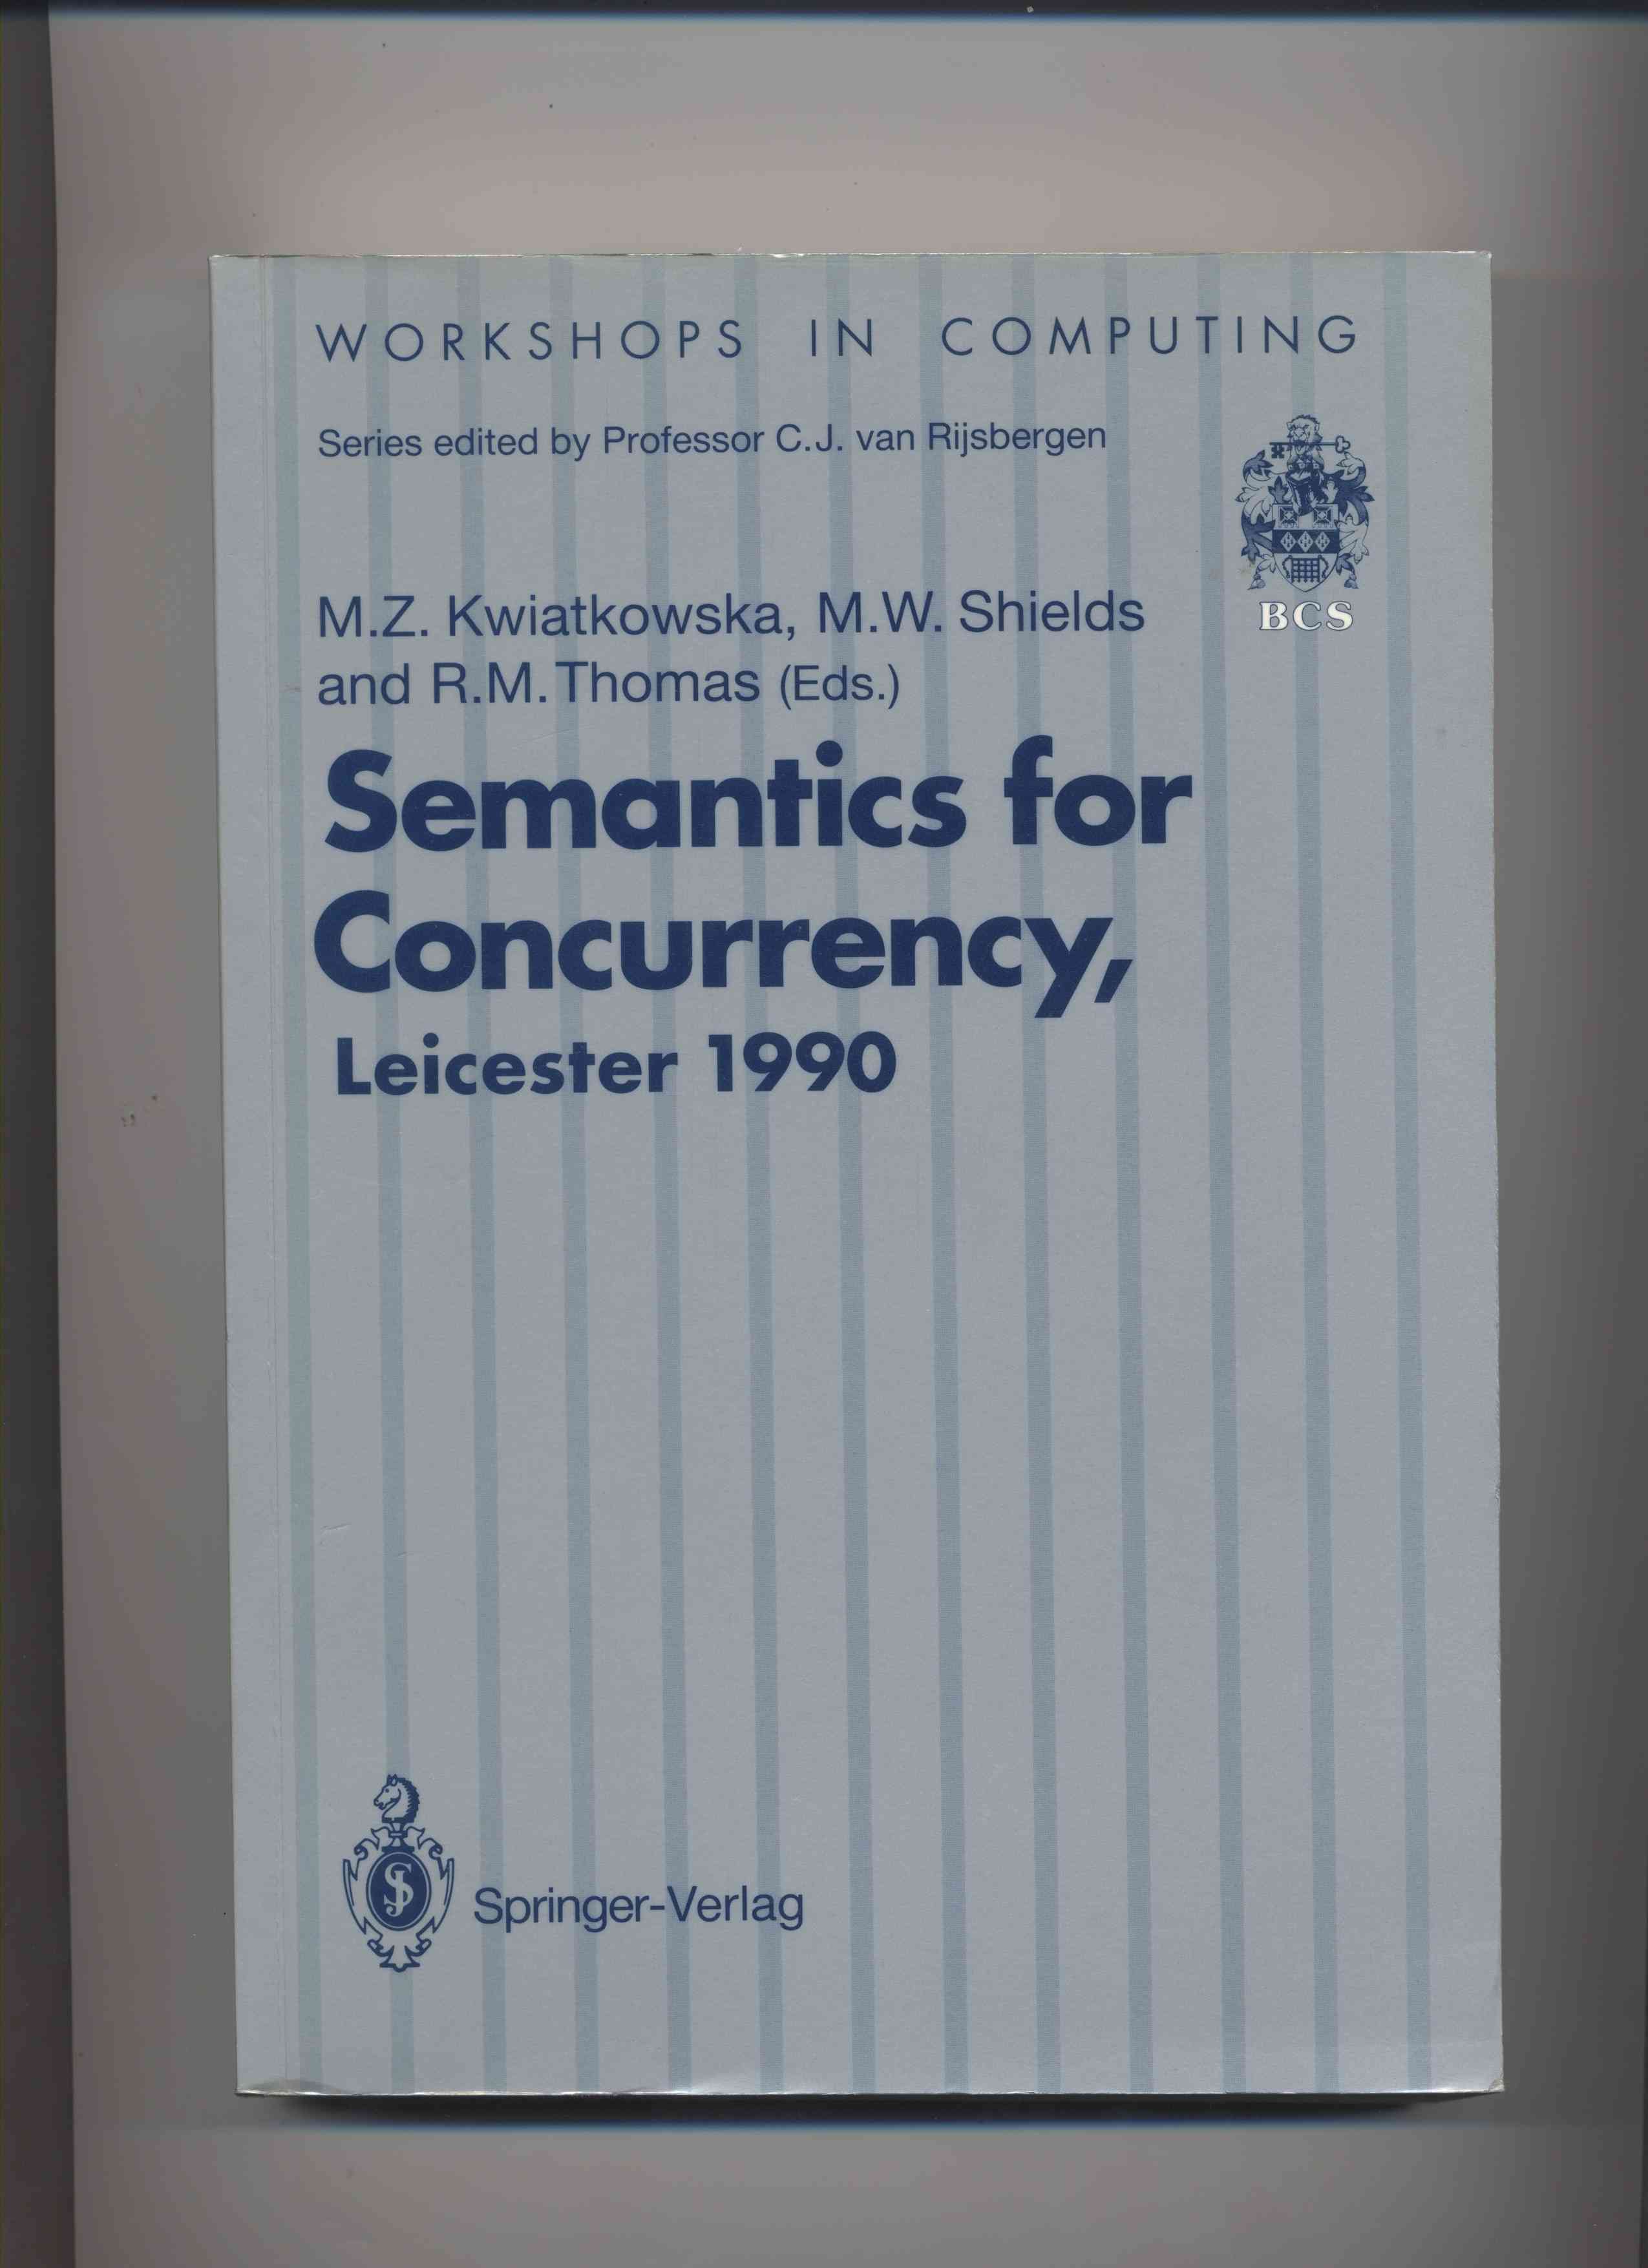 WORKSHOPS IN COMPUTING
Series edited by Professor C.J. van Rijsbergen
BCS
M.Z. Kwiatkowska, M.W. Shields
and R.M. Thomas (Eds.)
Semantics for
Concurrency,
Leicester 1990
Springer-Verlag